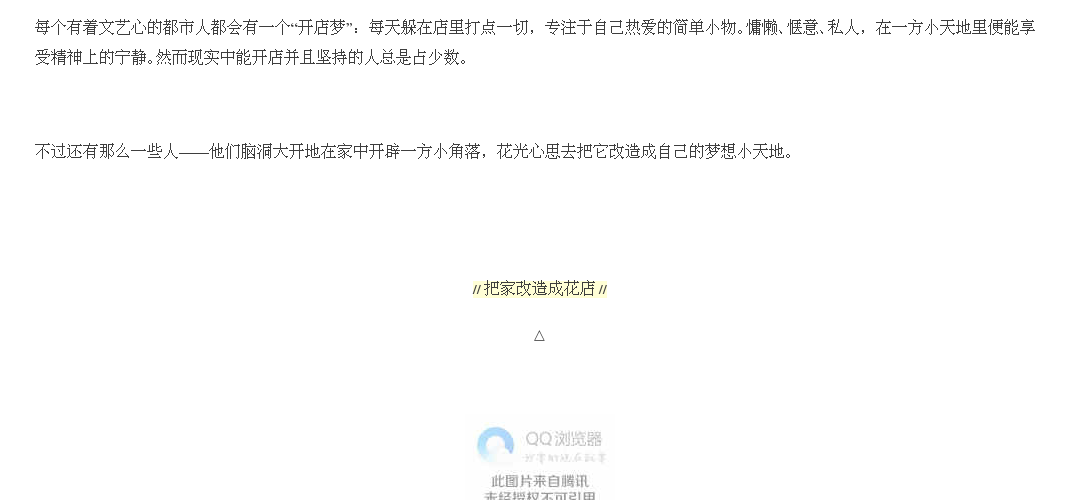 每个有着文艺心的都市人都会有一个“开店梦”：每天躲在店里打点一切，专注于自己热爱的简单小物。慵懒、惬意、私人，在一方小天地里便能享
受精神上的宁静。然而现实中能开店并且坚持的人总是占少数。
不过还有那么一些人——他们脑洞大开地在家中开辟一方小角落，花光心思去把它改造成自己的梦想小天地。
// 把家改造成花店 //
△
QQ浏览器
此图片来自腾讯
未经授权不可引用